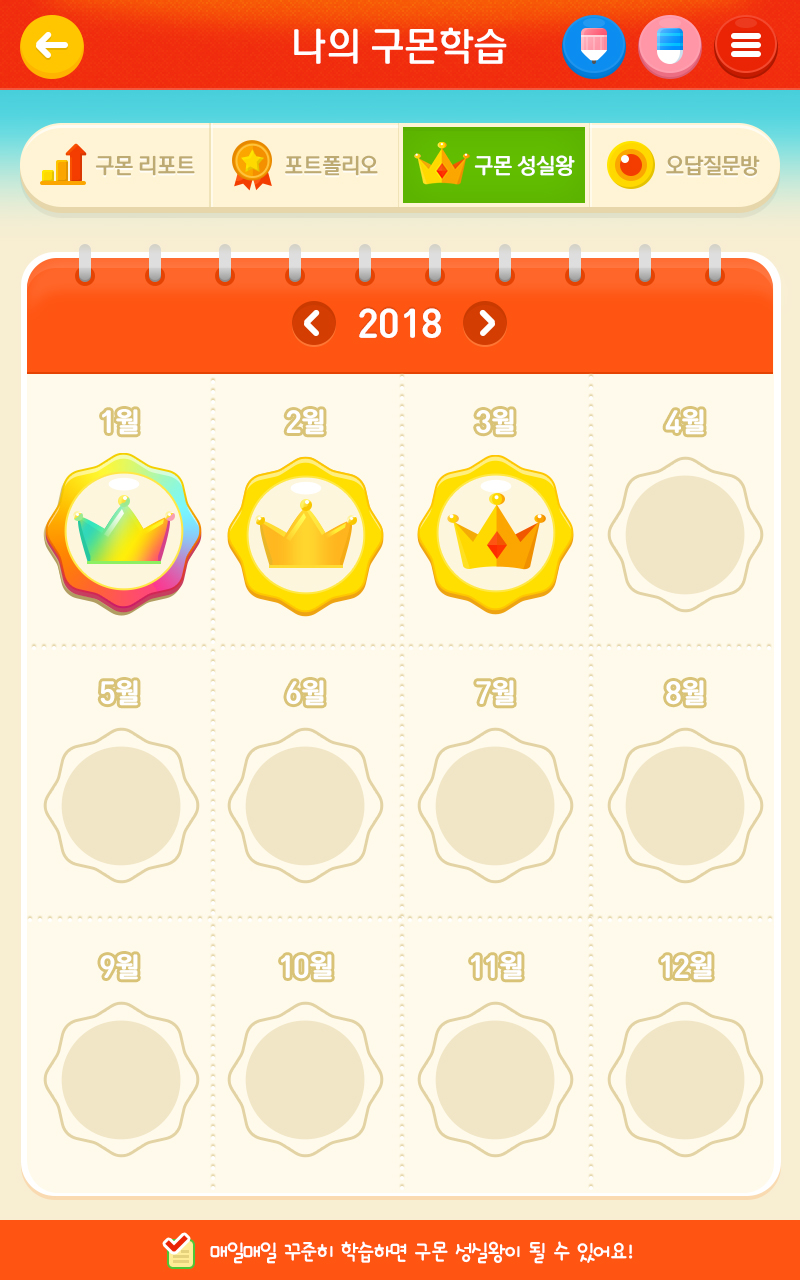 나의 구몬학습
구몬 리포트
포트폴리오
구몬 성실왕
오답질문방
2018
1월
2월
3월
4월
5월
6월
7월
8월
9월
10월
11월
12월
매일매일 꾸준히 학습하면 구몬 성실왕이 될 수 있어요!